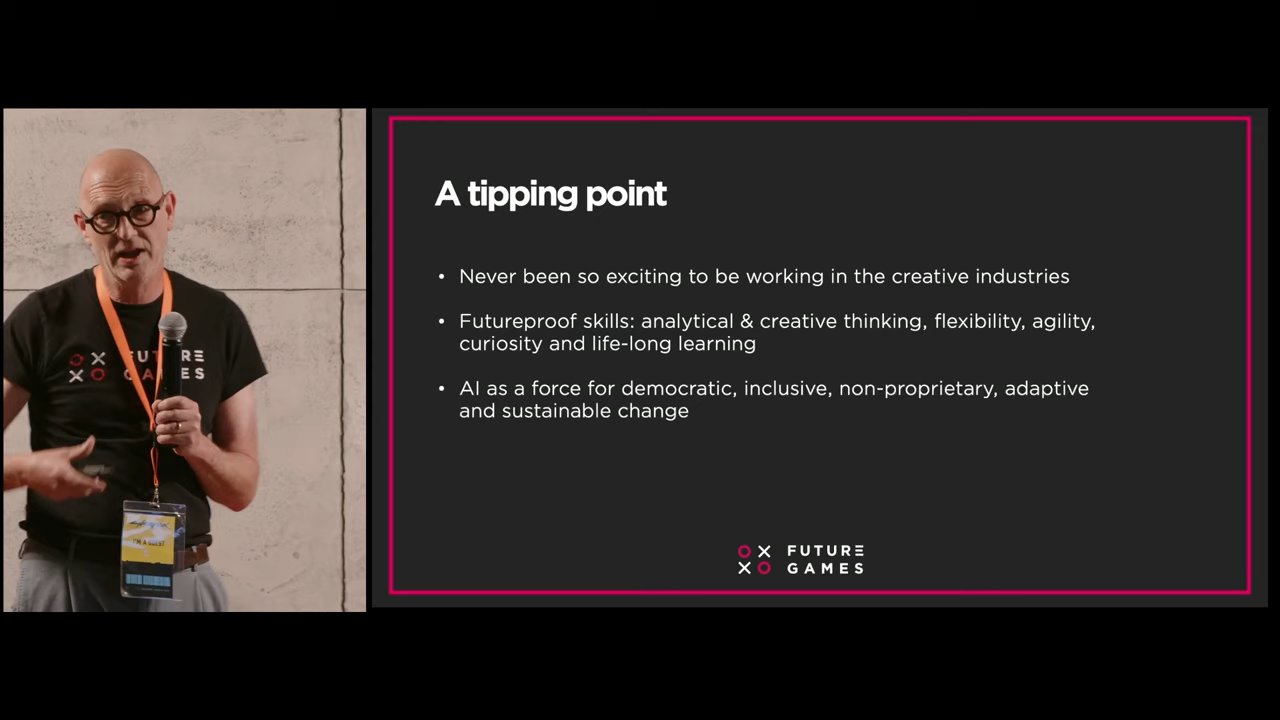 FUTURE
GAMES
I'M A GUEST
A tipping point
• Never been so exciting to be working in the creative industries
• Futureproof skills: analytical & creative thinking, flexibility, agility,
curiosity and life-long learning
• AI as a force for democratic, inclusive, non-proprietary, adaptive
and sustainable change
FUTURE
GAMES